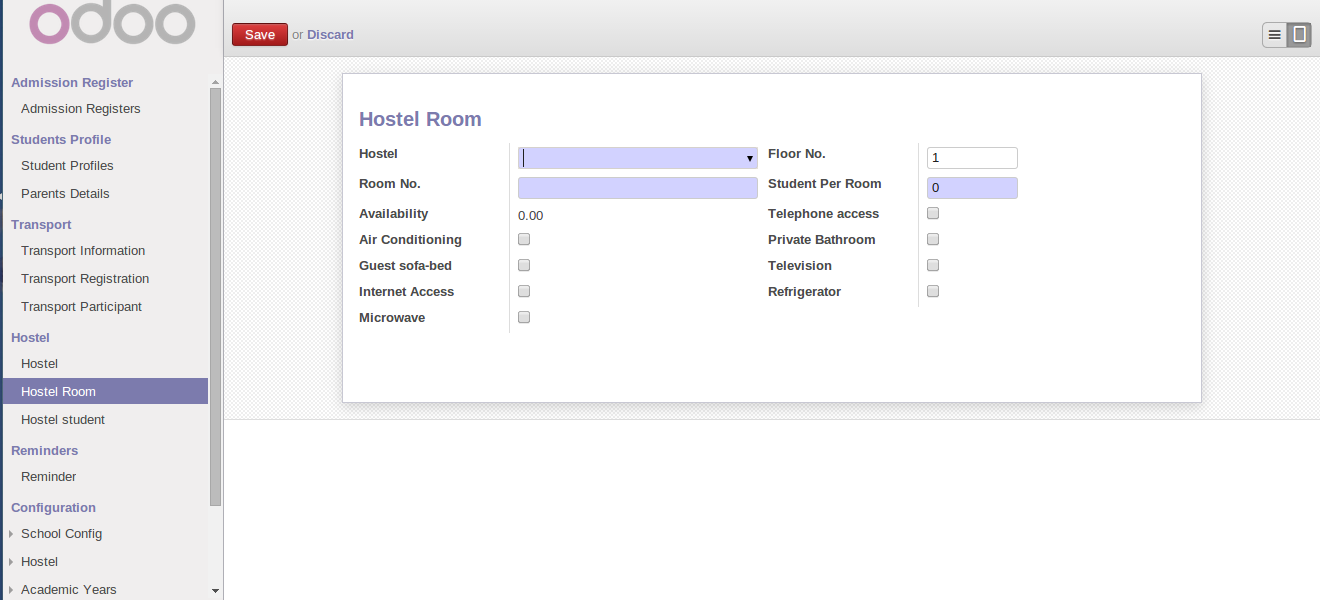 odoo
Save or Discard
Admission Register
Admission Registers
Students Profile
Student Profiles
Parents Details
Transport
Transport Information
Transport Registration
Transport Participant
Hostel
Hostel
Hostel Room
Hostel student
Reminders
Reminder
Configuration
School Config
Hostel
Academic Years
Hostel Room
Hostel Floor No. 1
Room No. Student Per Room 0
Availability 0.00 Telephone access
Air Conditioning Private Bathroom
Guest sofa-bed Television
Internet Access Refrigerator
Microwave